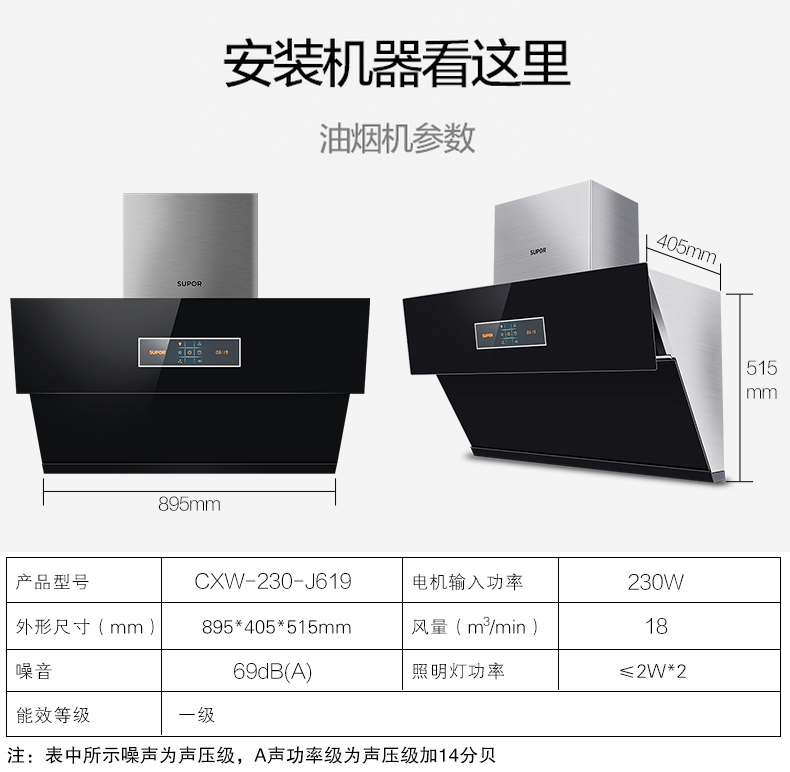 安装机器看这里
油烟机参数
SUPOR
SUPOR
SUPOR
SUPOR
405mm
515
mm
895mm
产品型号 CXW-230-J619 电机输入功率 230W
外形尺寸（mm） 895*405*515mm 风量（m³/min） 18
噪音 69dB(A) 照明灯功率 ≤2W*2
能效等级 一级
注：表中所示噪声为声压级，A声功率级为声压级加14分贝